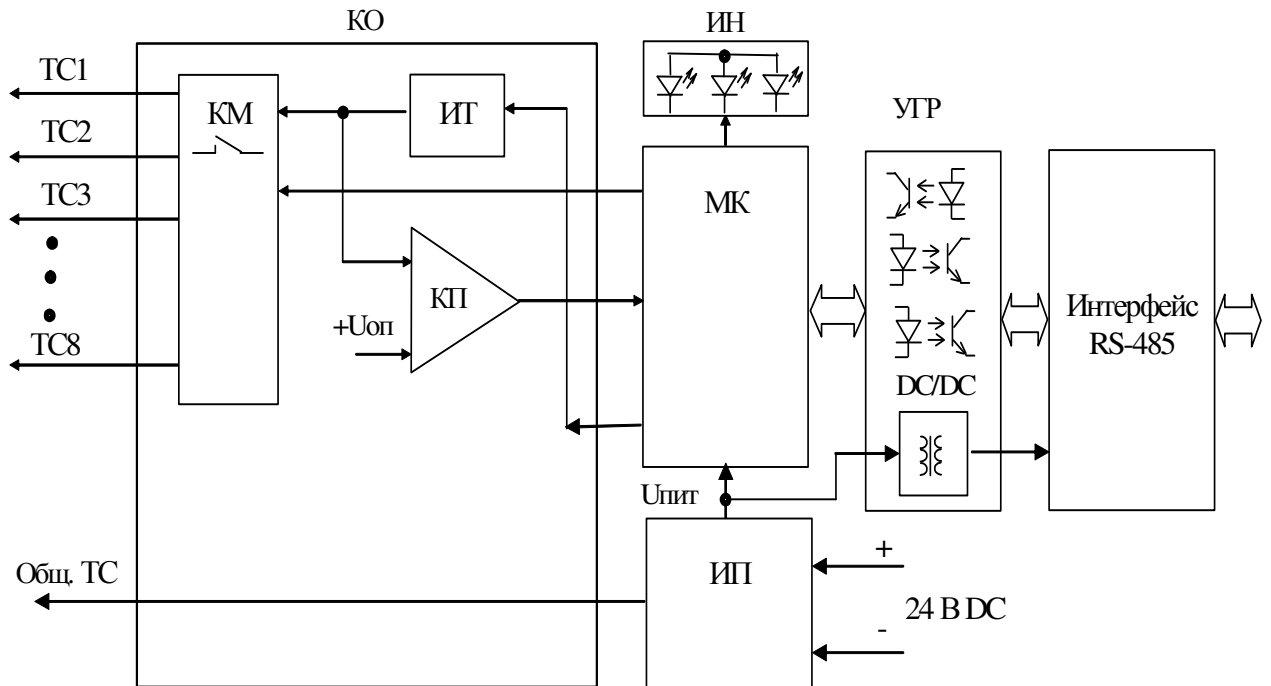 КО
ИН
ТС1
КМ
ИТ
УГР
ТС2
ТС3
МК
КП
+Uоп
Интерфейс
RS-485
ТС8
DC/DC
Uпит
Общ. ТС
ИП
+
24 В DC
-